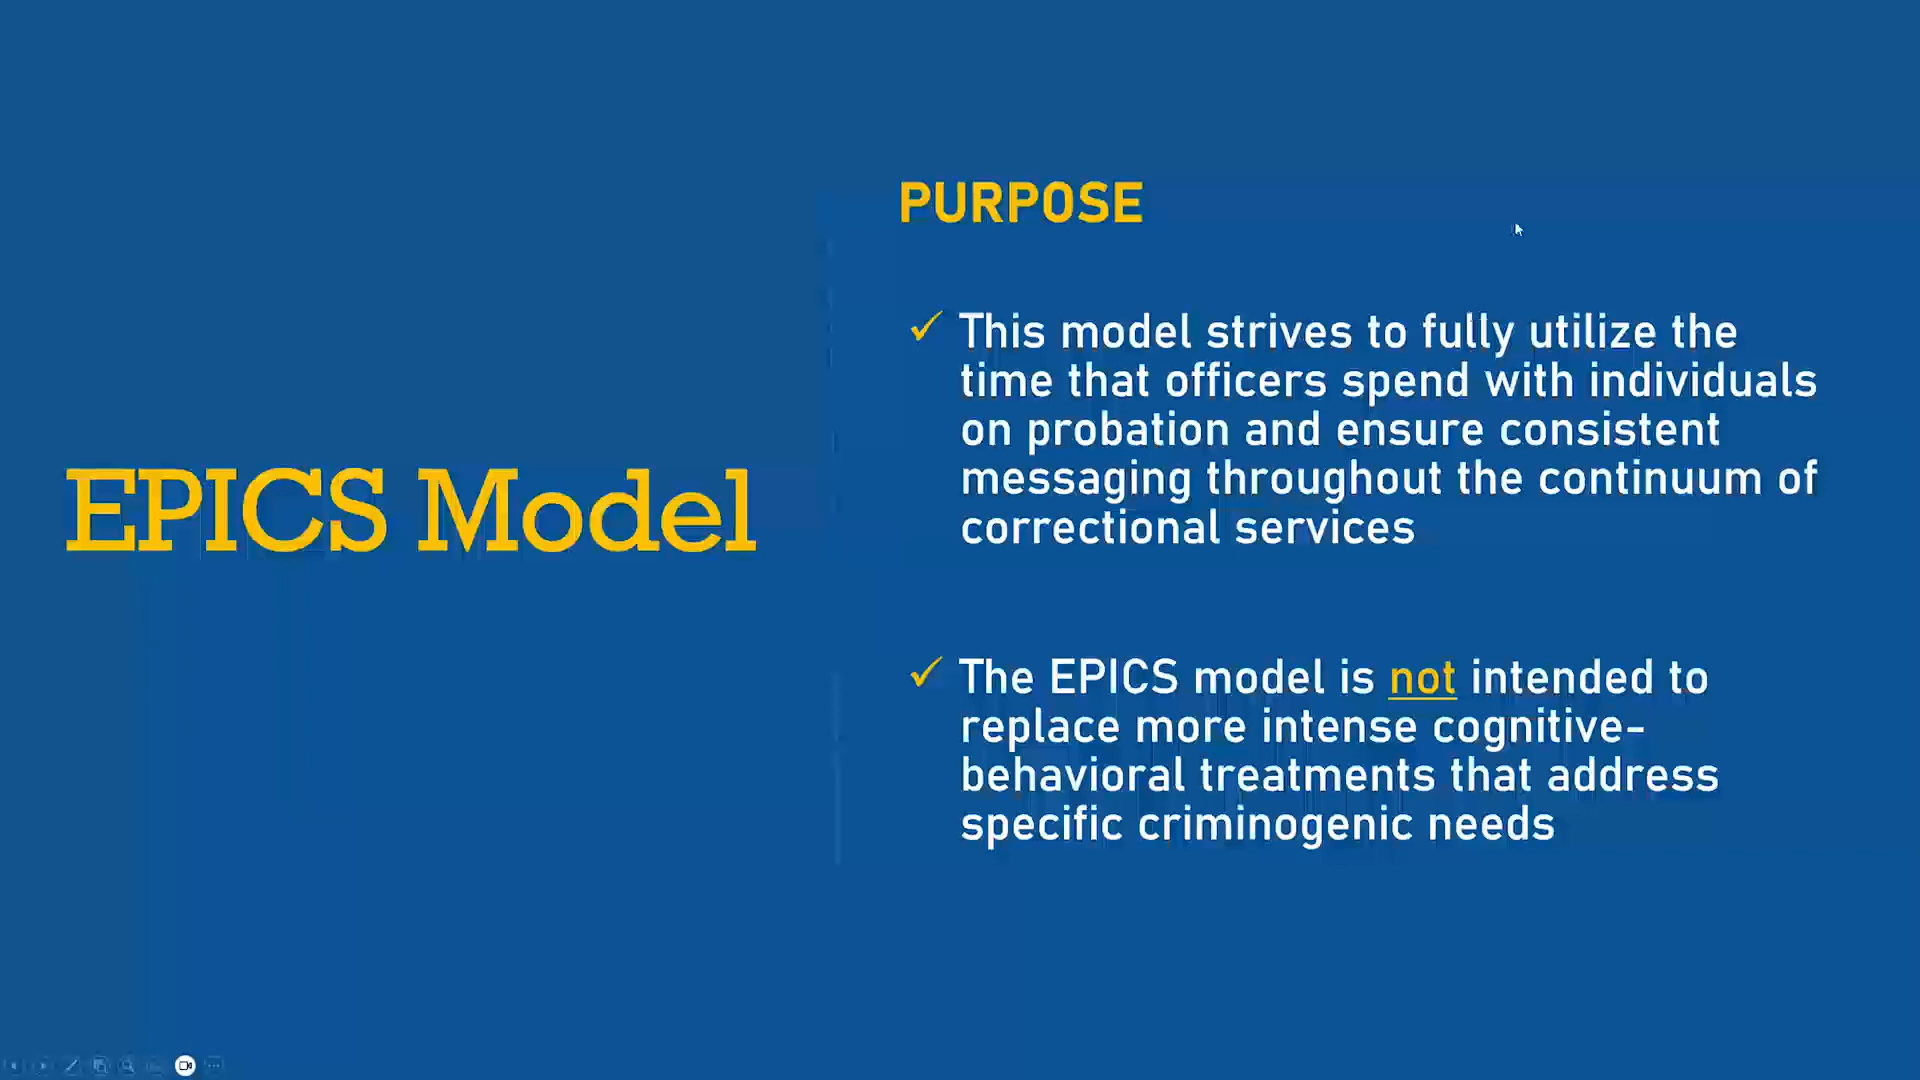 EPICS Model
PURPOSE
✓ This model strives to fully utilize the
time that officers spend with individuals
on probation and ensure consistent
messaging throughout the continuum of
correctional services
✓ The EPICS model is not intended to
replace more intense cognitive-
behavioral treatments that address
specific criminogenic needs